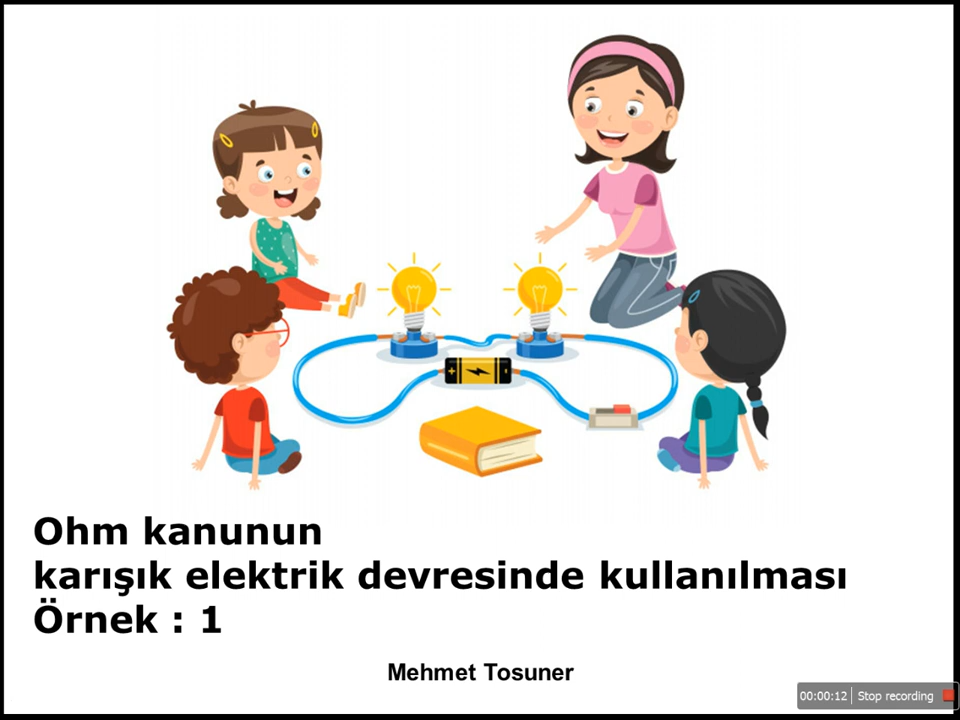 Ohm kanunun
karışık elektrik devresinde kullanılması
Örnek : 1
Mehmet Tosuner
00:00:12 Stop recording